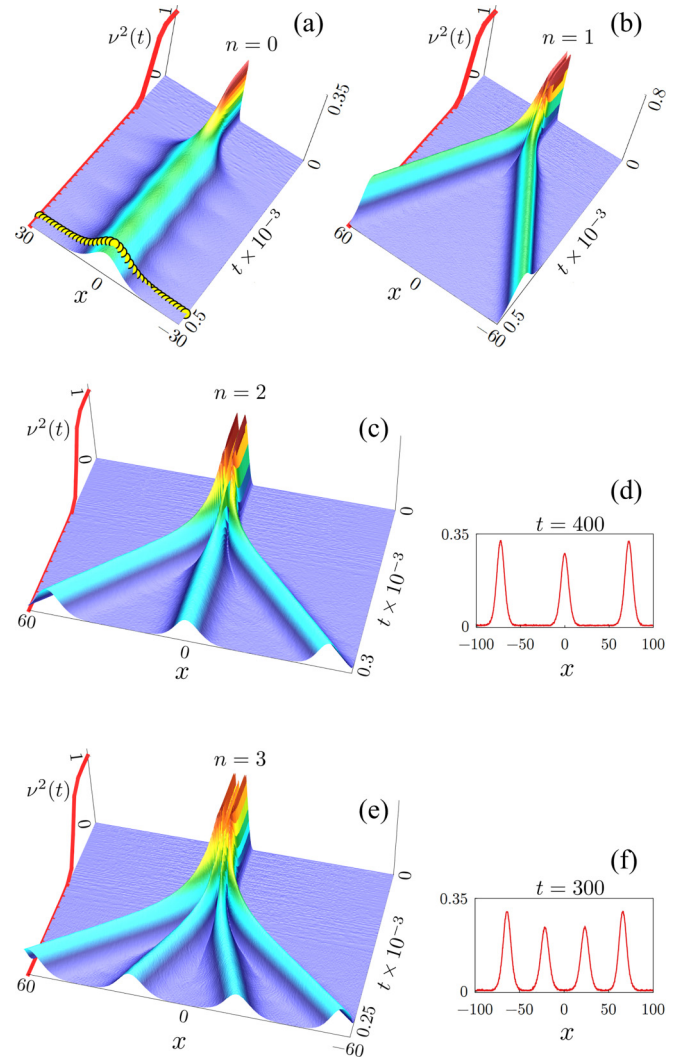 (a)
n = 0
ν²(t)
1
0
0.35
0
30
0
−30
x
0.5
t × 10⁻³
(b)
n = 1
ν²(t)
1
0
0.8
0
60
0
−60
x
0.5
t × 10⁻³
(c)
n = 2
ν²(t)
1
0
0
60
0
x
0.3
t × 10⁻³
(d)
t = 400
0.35
0
−100 −50 0 50 100
x
(e)
n = 3
ν²(t)
1
0
0
60
0
−60
x
0.25
t × 10⁻³
(f)
t = 300
0.35
0
−100 −50 0 50 100
x